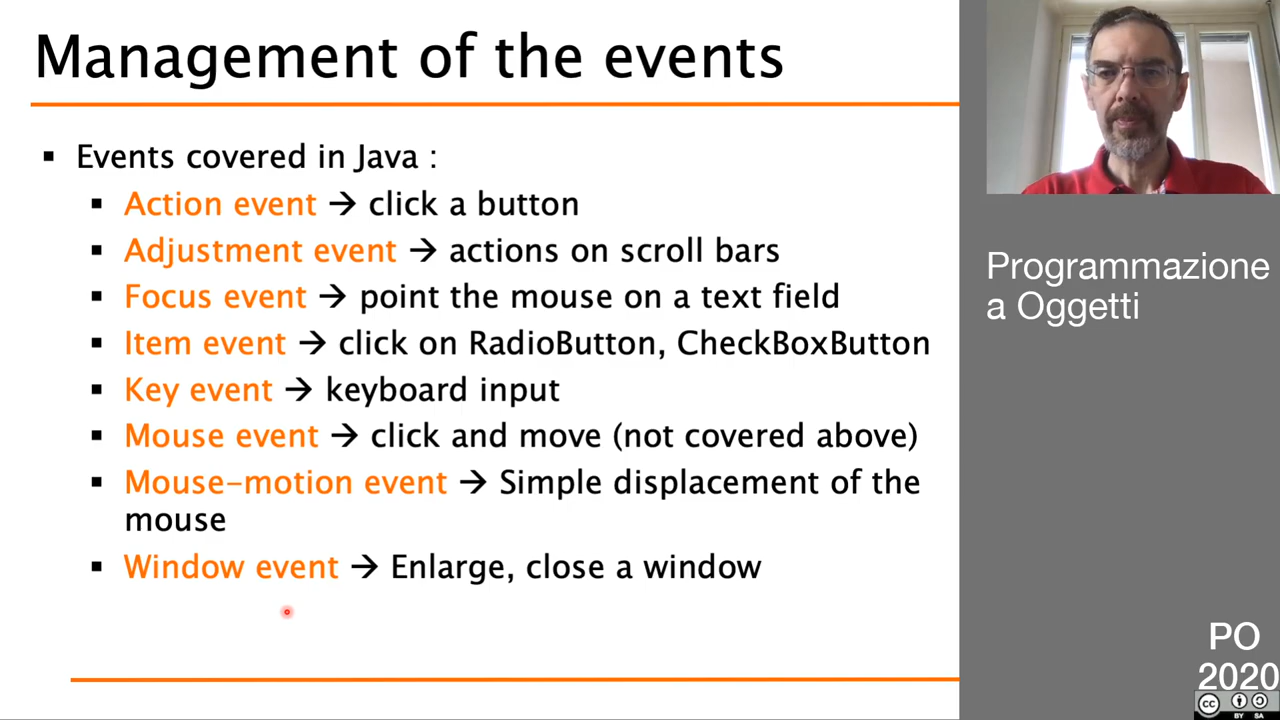 Management of the events
▪ Events covered in Java :
▪ Action event → click a button
▪ Adjustment event → actions on scroll bars
▪ Focus event → point the mouse on a text field
▪ Item event → click on RadioButton, CheckBoxButton
▪ Key event → keyboard input
▪ Mouse event → click and move (not covered above)
▪ Mouse-motion event → Simple displacement of the
mouse
▪ Window event → Enlarge, close a window
Programmazione
a Oggetti
PO
2020
CC BY SA